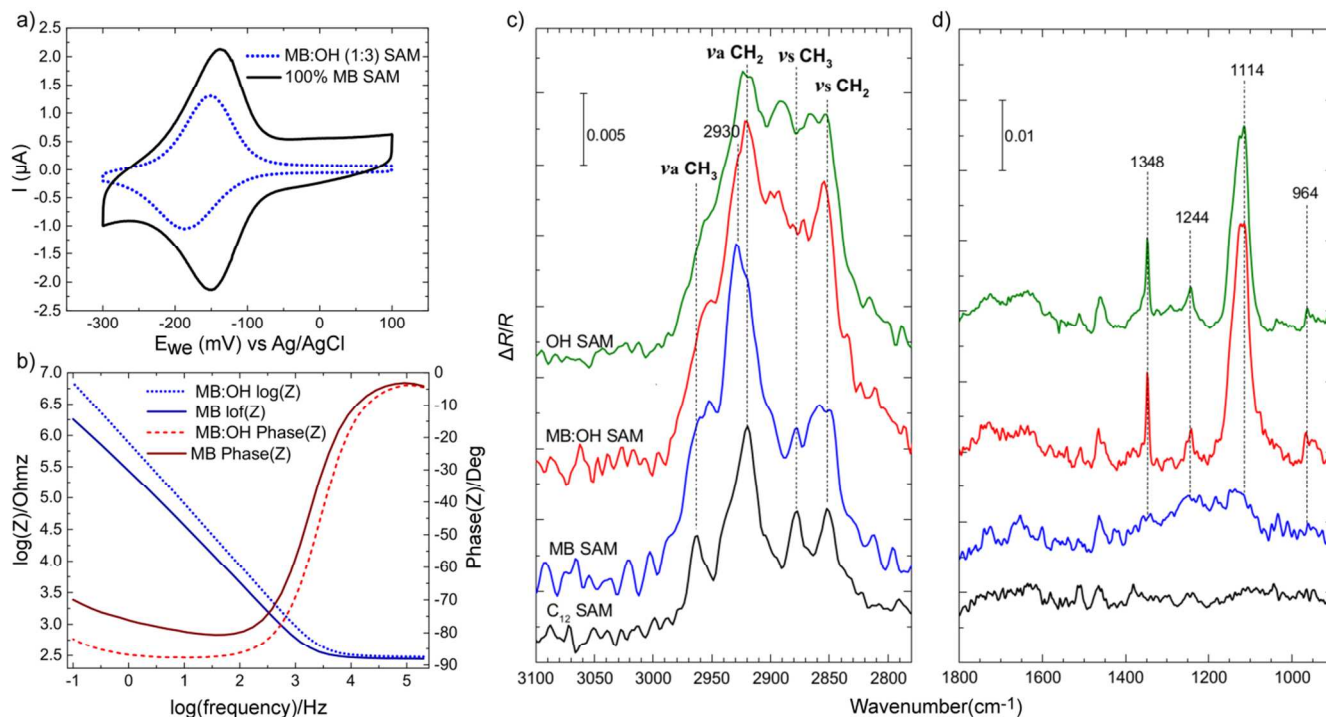 a)
2.5
2.0
1.5
1.0
0.5
0.0
-0.5
-1.0
-1.5
-2.0
-2.5
I (µA)
MB:OH (1:3) SAM
100% MB SAM
-300 -200 -100 0 100
Ewe (mV) vs Ag/AgCl
b)
7.0
6.5
6.0
5.5
5.0
4.5
4.0
3.5
3.0
2.5
log(Z)/Ohmz
MB:OH log(Z)
MB lof(Z)
MB:OH Phase(Z)
MB Phase(Z)
0
-10
-20
-30
-40
-50
-60
-70
-80
-90
Phase(Z)/Deg
-1 0 1 2 3 4 5
log(frequency)/Hz
c)
0.005
va CH3
2930
va CH2
vs CH3
vs CH2
OH SAM
MB:OH SAM
MB SAM
C12 SAM
ΔR/R
3100 3050 3000 2950 2900 2850 2800
d)
0.01
1348
1244
1114
964
1800 1600 1400 1200 1000
Wavenumber(cm-1)